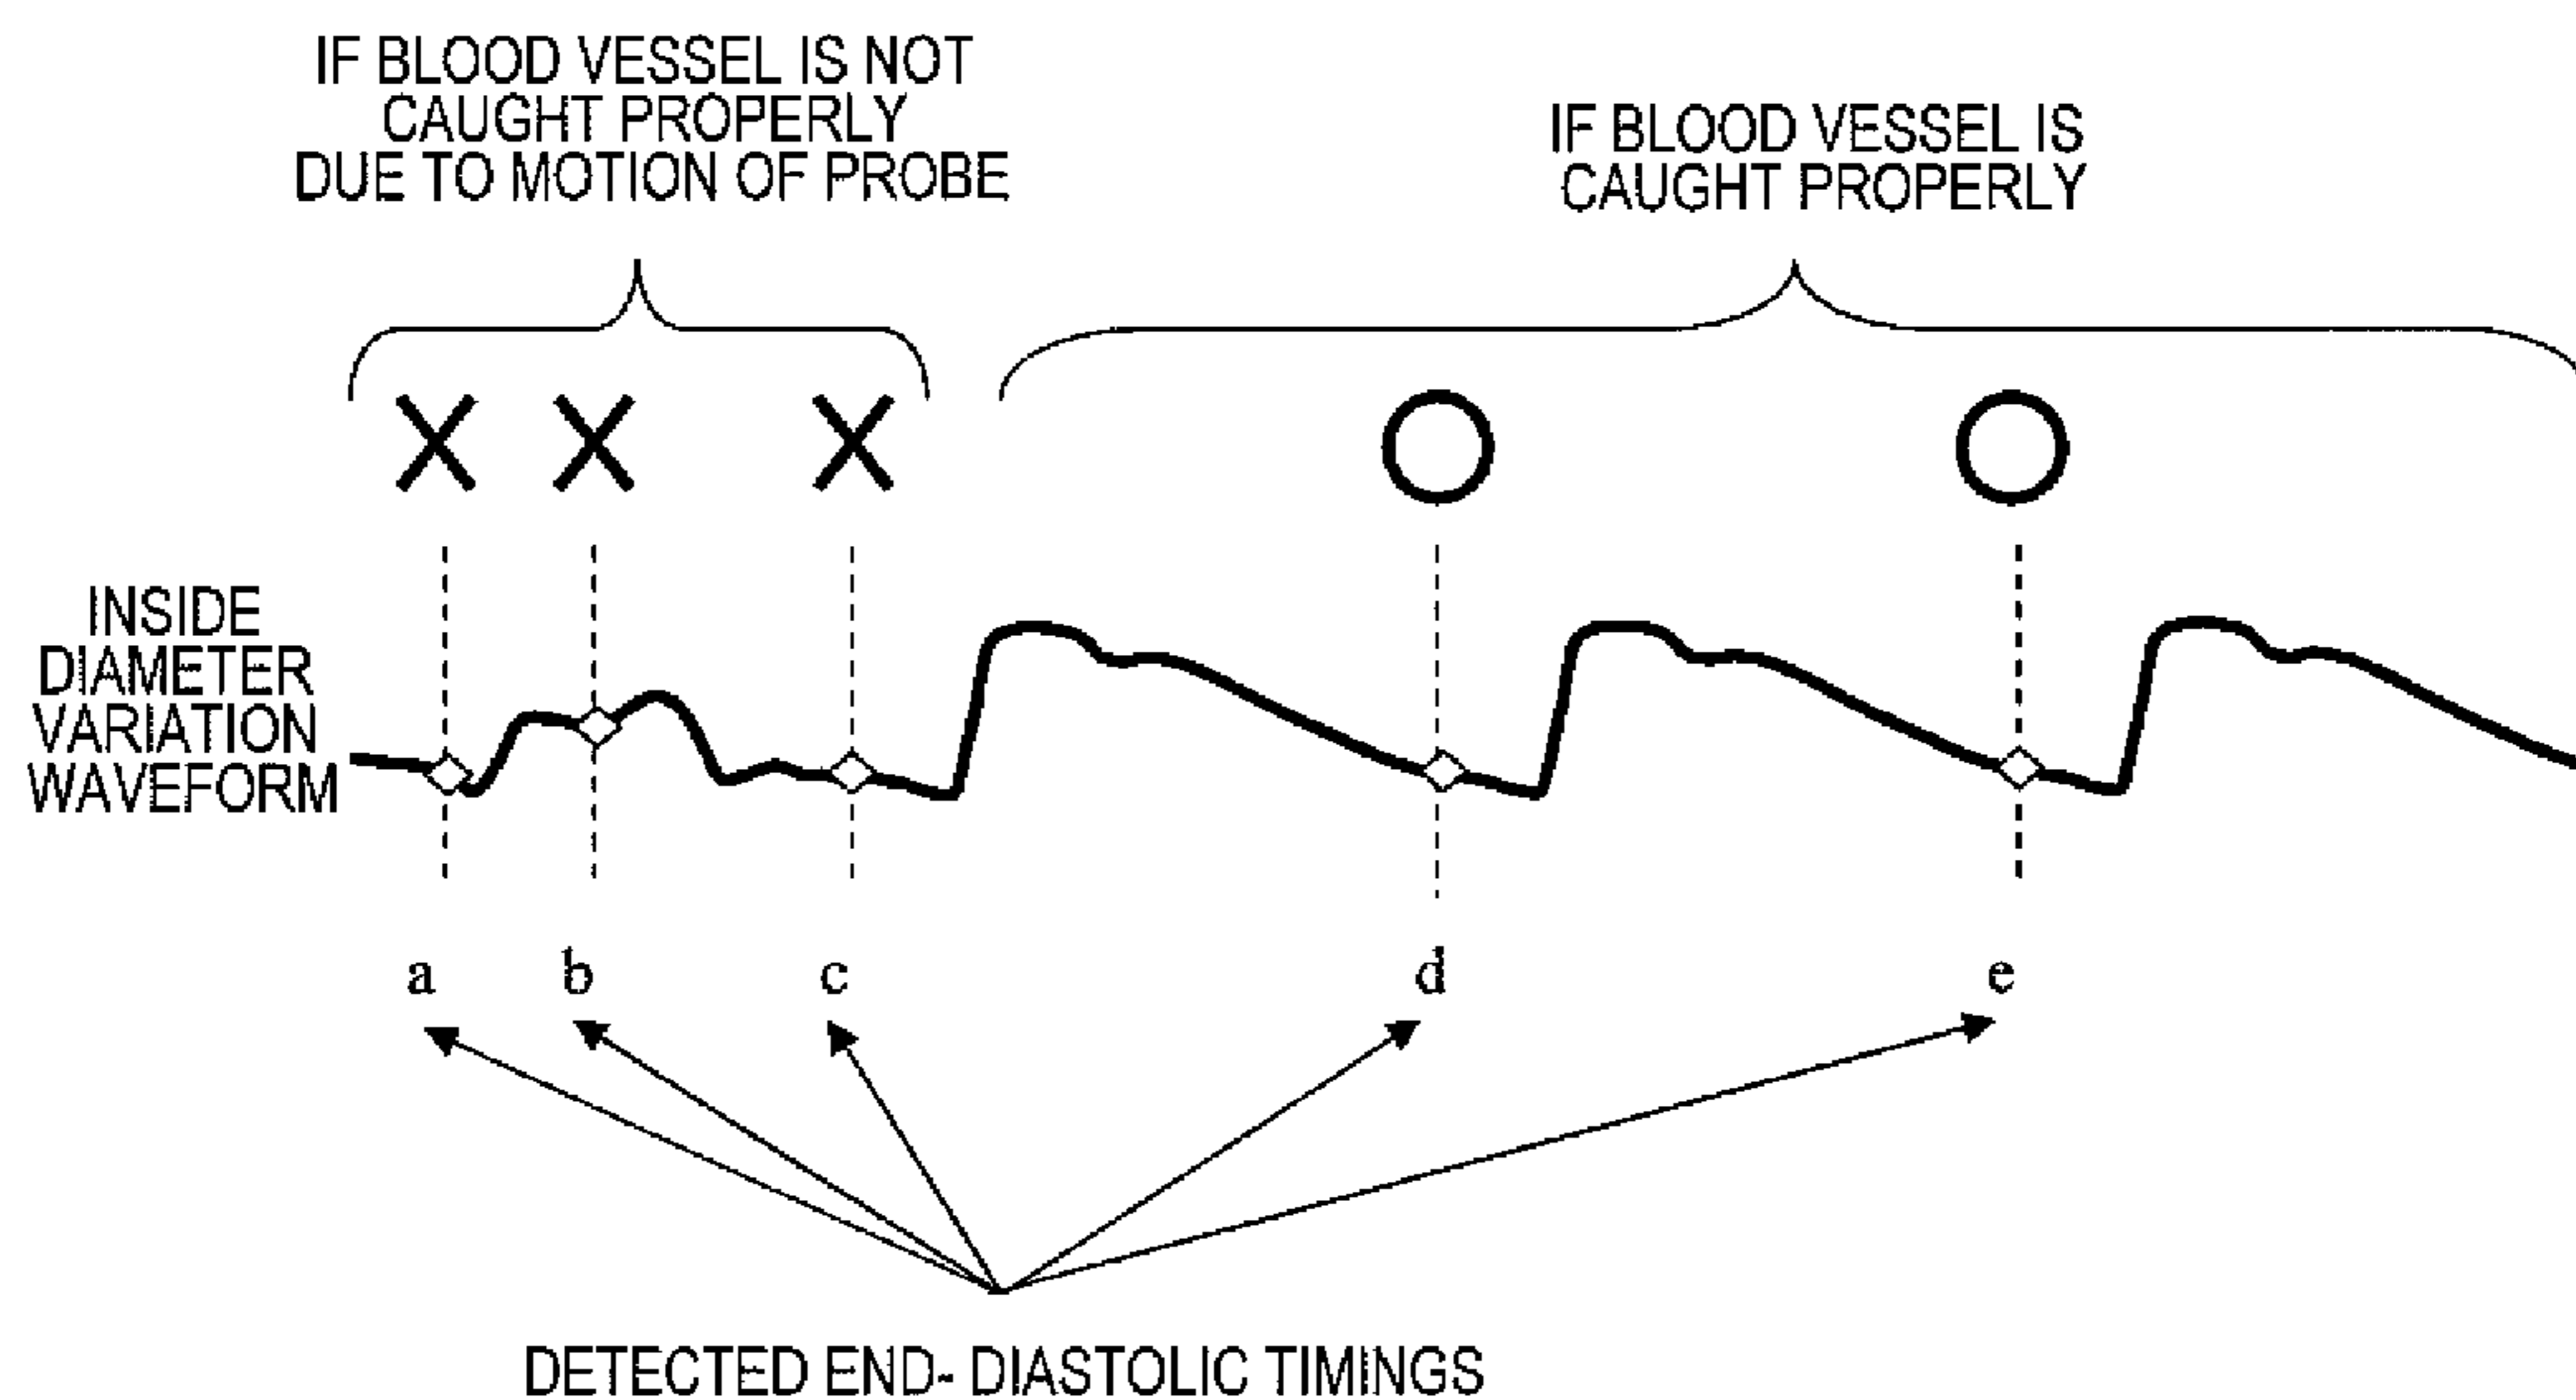 IF BLOOD VESSEL IS NOT
CAUGHT PROPERLY
DUE TO MOTION OF PROBE
IF BLOOD VESSEL IS
CAUGHT PROPERLY
INSIDE
DIAMETER
VARIATION
WAVEFORM
a b c d e
DETECTED END- DIASTOLIC TIMINGS